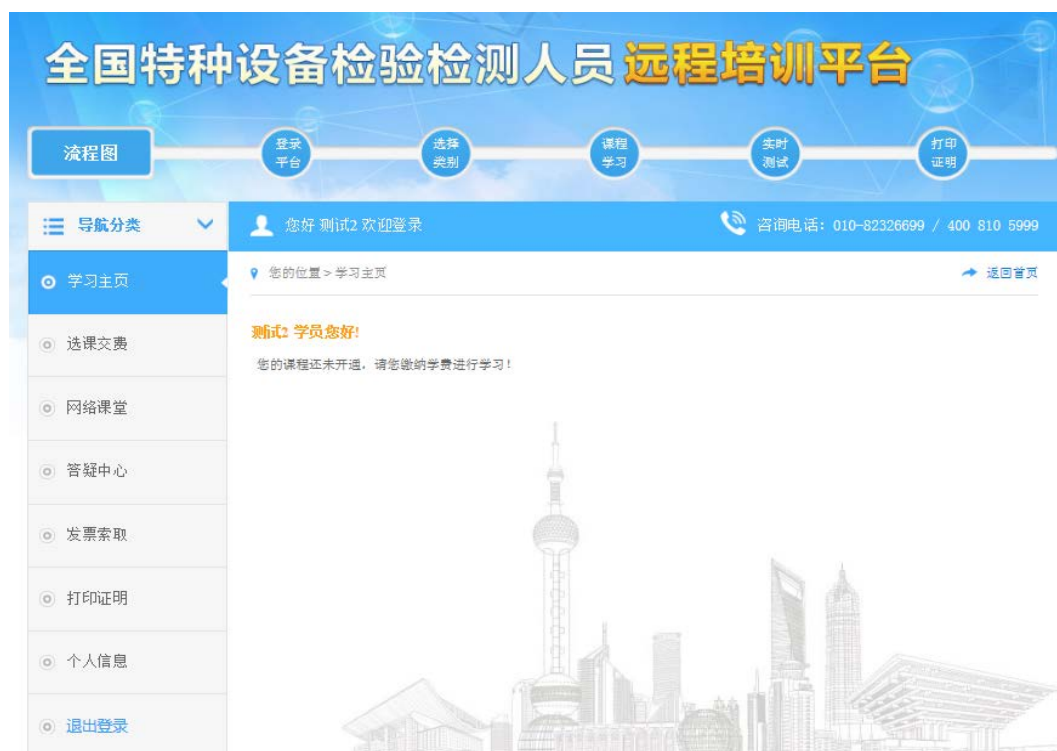 全国特种设备检验检测人员远程培训平台
流程图
登录
平台
选择
类别
课程
学习
实时
测试
打印
证明
导航分类
您好 测试2 欢迎登录
咨询电话：010-82326699 / 400 810 5999
学习主页
您的位置 > 学习主页
返回首页
测试2 学员您好!
您的课程还未开通，请您缴纳学费进行学习！
选课交费
网络课堂
答疑中心
发票索取
打印证明
个人信息
退出登录